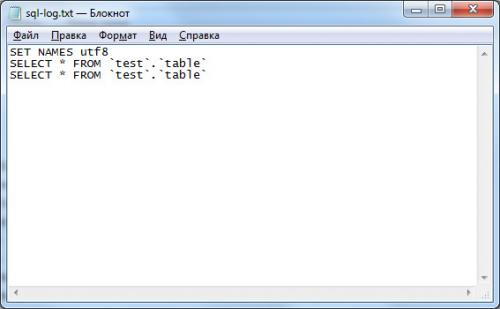 sql-log.txt — Блокнот
Файл Правка Формат Вид Справка
SET NAMES utf8
SELECT * FROM `test`.`table`
SELECT * FROM `test`.`table`